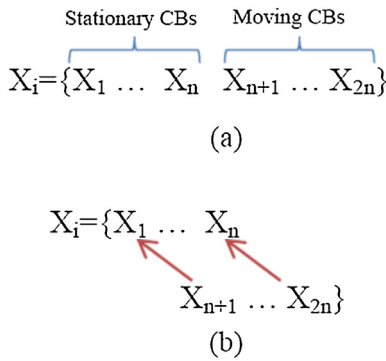 Stationary CBs Moving CBs
Xᵢ={X₁ … Xₙ Xₙ₊₁ … X₂ₙ}
(a)
Xᵢ={X₁ … Xₙ
Xₙ₊₁ … X₂ₙ}
(b)